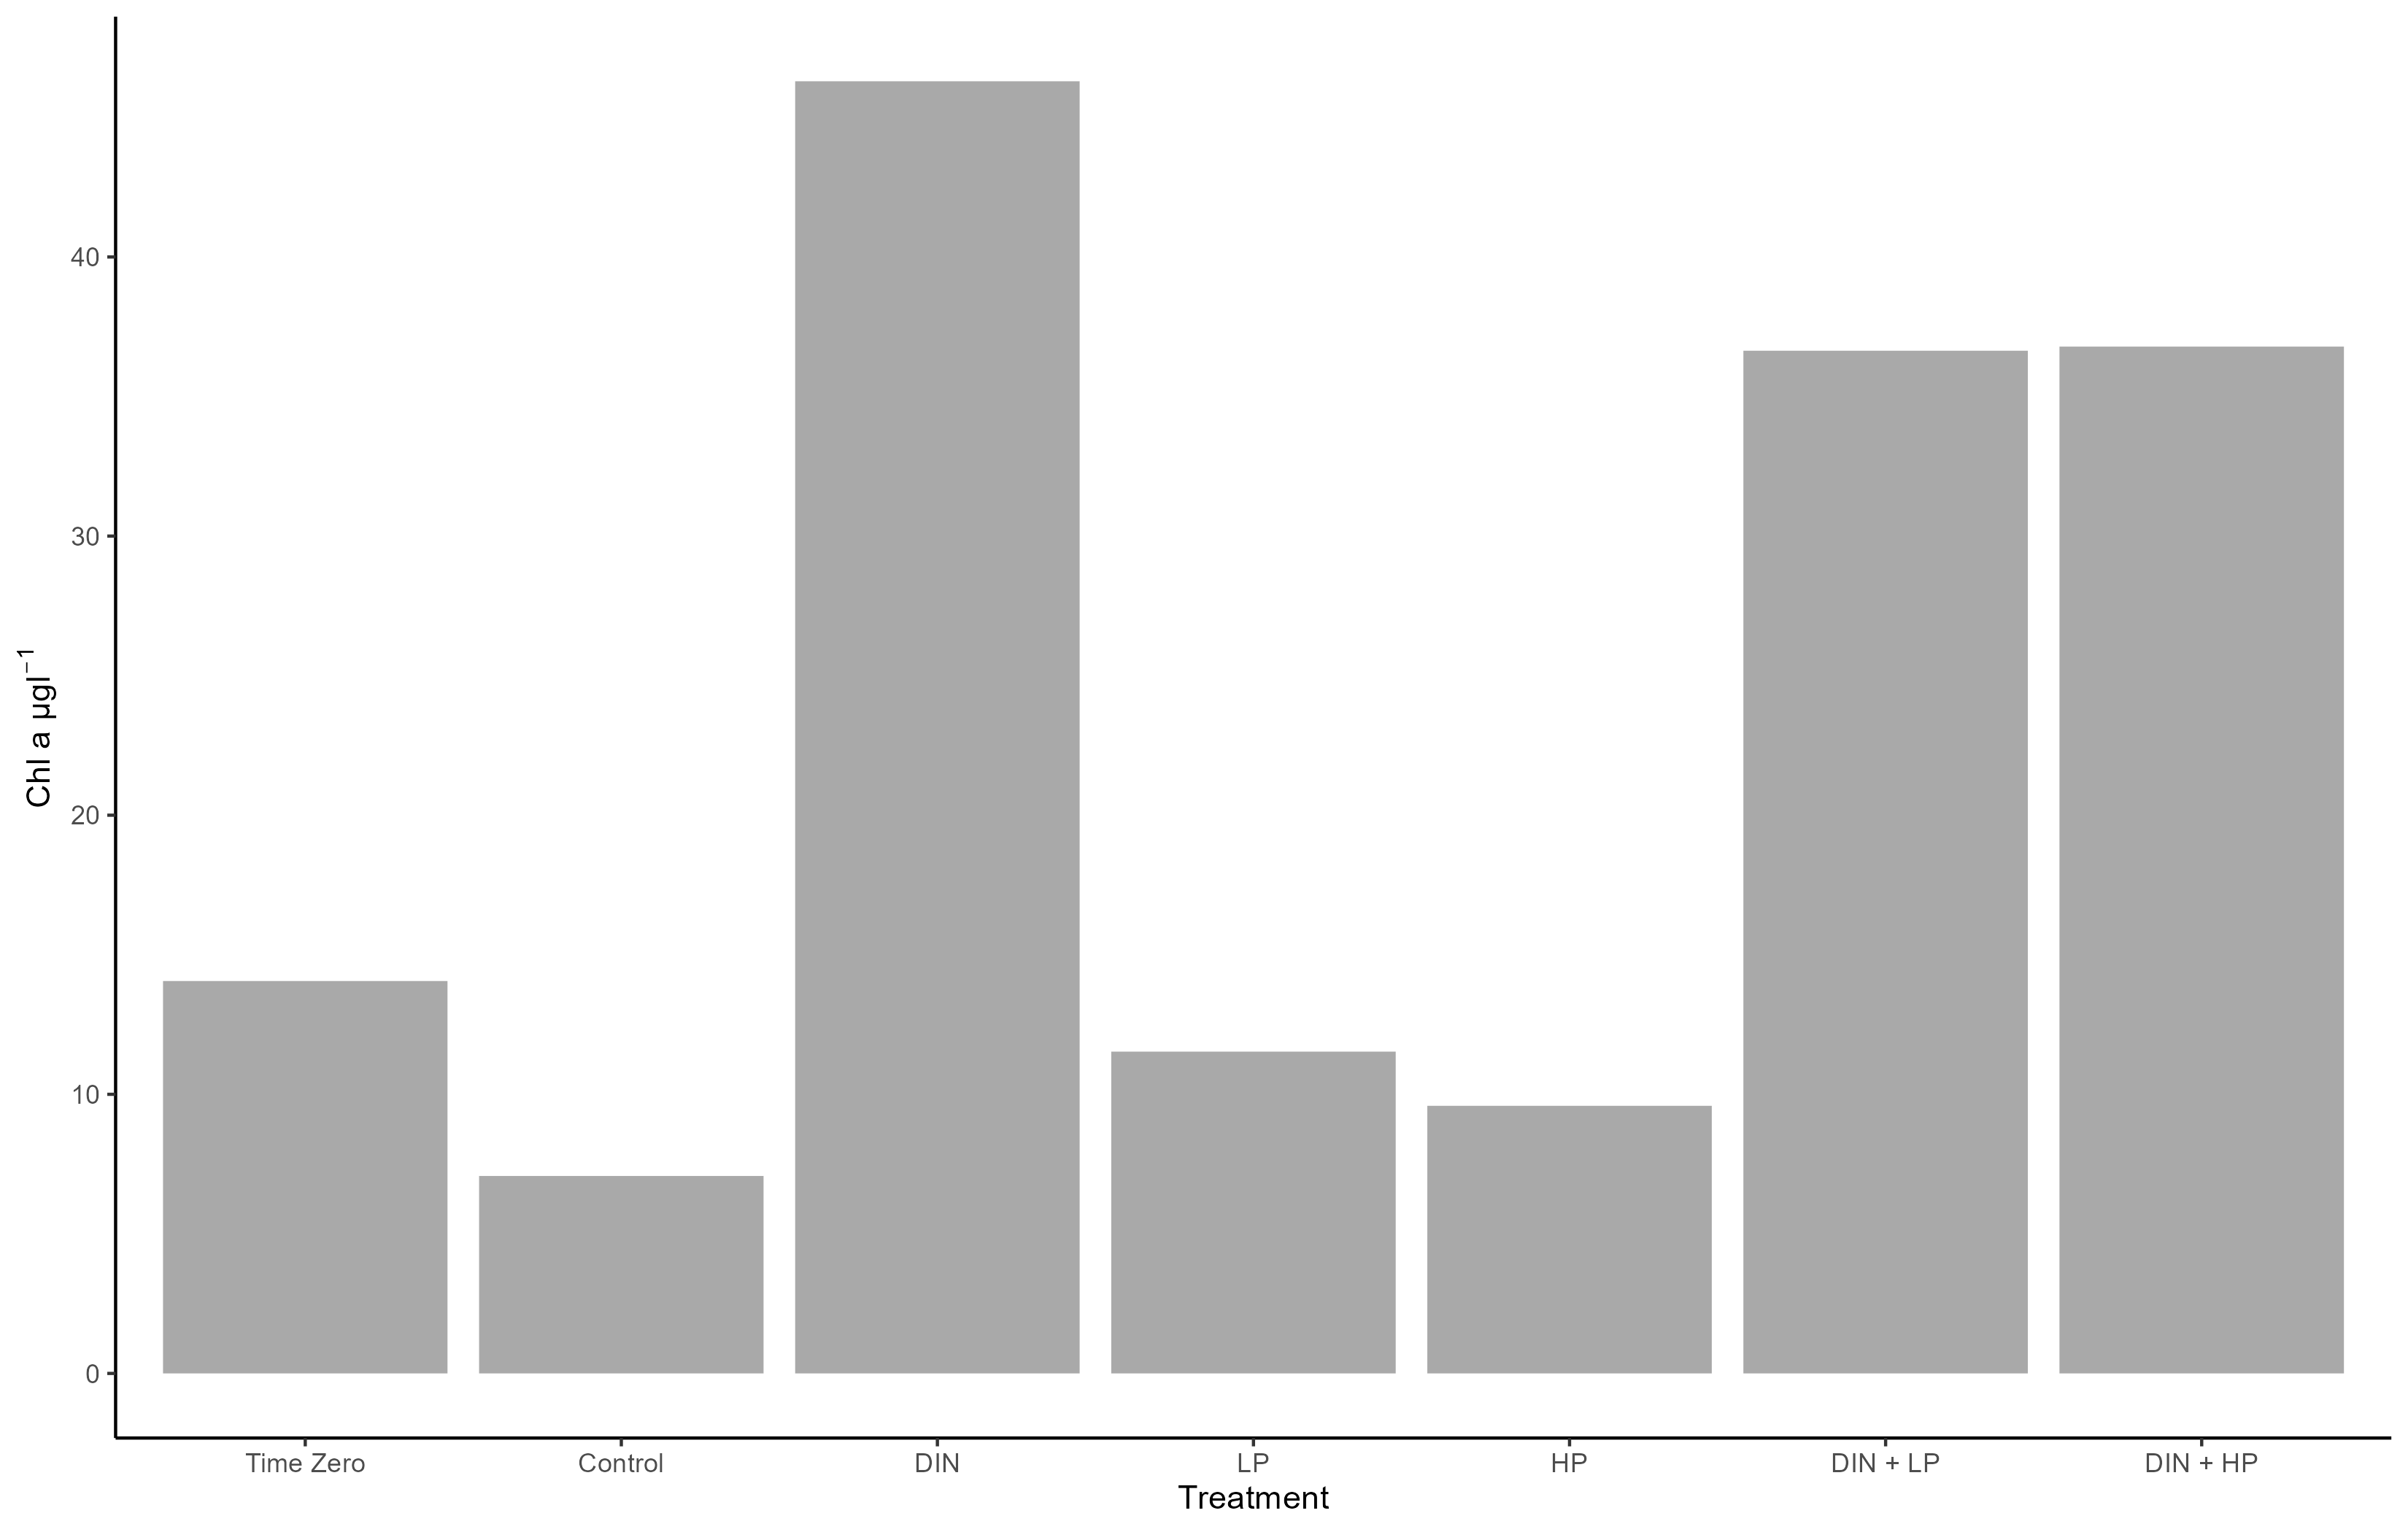 Chl a µgl⁻¹
40
30
20
10
0
Time Zero Control DIN LP HP DIN + LP DIN + HP
Treatment